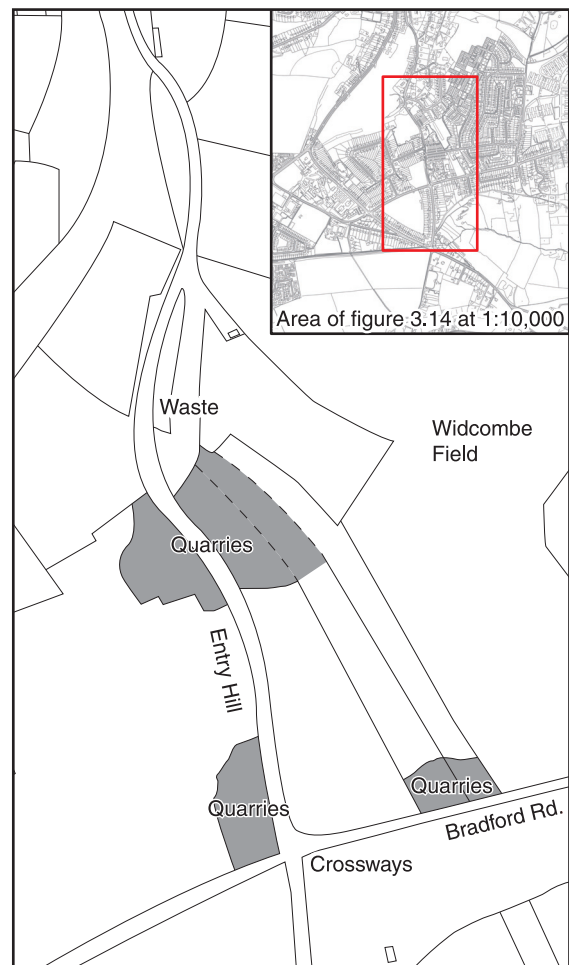 Area of figure 3.14 at 1:10,000
Waste
Widcombe
Field
Quarries
Entry Hill
Quarries
Quarries
Bradford Rd.
Crossways